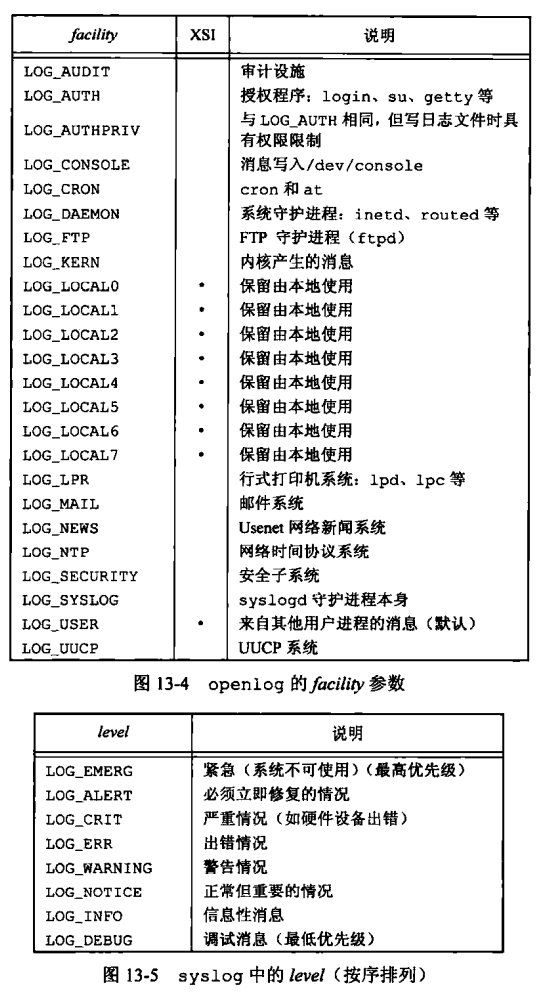 facility XSI 说明
LOG_AUDIT 审计设施
LOG_AUTH 授权程序：login、su、getty 等
LOG_AUTHPRIV 与 LOG_AUTH 相同，但写日志文件时具
有权限限制
LOG_CONSOLE 消息写入/dev/console
LOG_CRON cron 和 at
LOG_DAEMON 系统守护进程：inetd、routed 等
LOG_FTP FTP 守护进程（ftpd）
LOG_KERN 内核产生的消息
LOG_LOCAL0 • 保留由本地使用
LOG_LOCAL1 • 保留由本地使用
LOG_LOCAL2 • 保留由本地使用
LOG_LOCAL3 • 保留由本地使用
LOG_LOCAL4 • 保留由本地使用
LOG_LOCAL5 • 保留由本地使用
LOG_LOCAL6 • 保留由本地使用
LOG_LOCAL7 • 保留由本地使用
LOG_LPR 行式打印机系统：lpd、lpc 等
LOG_MAIL 邮件系统
LOG_NEWS Usenet 网络新闻系统
LOG_NTP 网络时间协议系统
LOG_SECURITY 安全子系统
LOG_SYSLOG syslogd 守护进程本身
LOG_USER • 来自其他用户进程的消息（默认）
LOG_UUCP UUCP 系统
图 13-4 openlog 的 facility 参数
level 说明
LOG_EMERG 紧急（系统不可使用）（最高优先级）
LOG_ALERT 必须立即修复的情况
LOG_CRIT 严重情况（如硬件设备出错）
LOG_ERR 出错情况
LOG_WARNING 警告情况
LOG_NOTICE 正常但重要的情况
LOG_INFO 信息性消息
LOG_DEBUG 调试消息（最低优先级）
图 13-5 syslog 中的 level（按序排列）